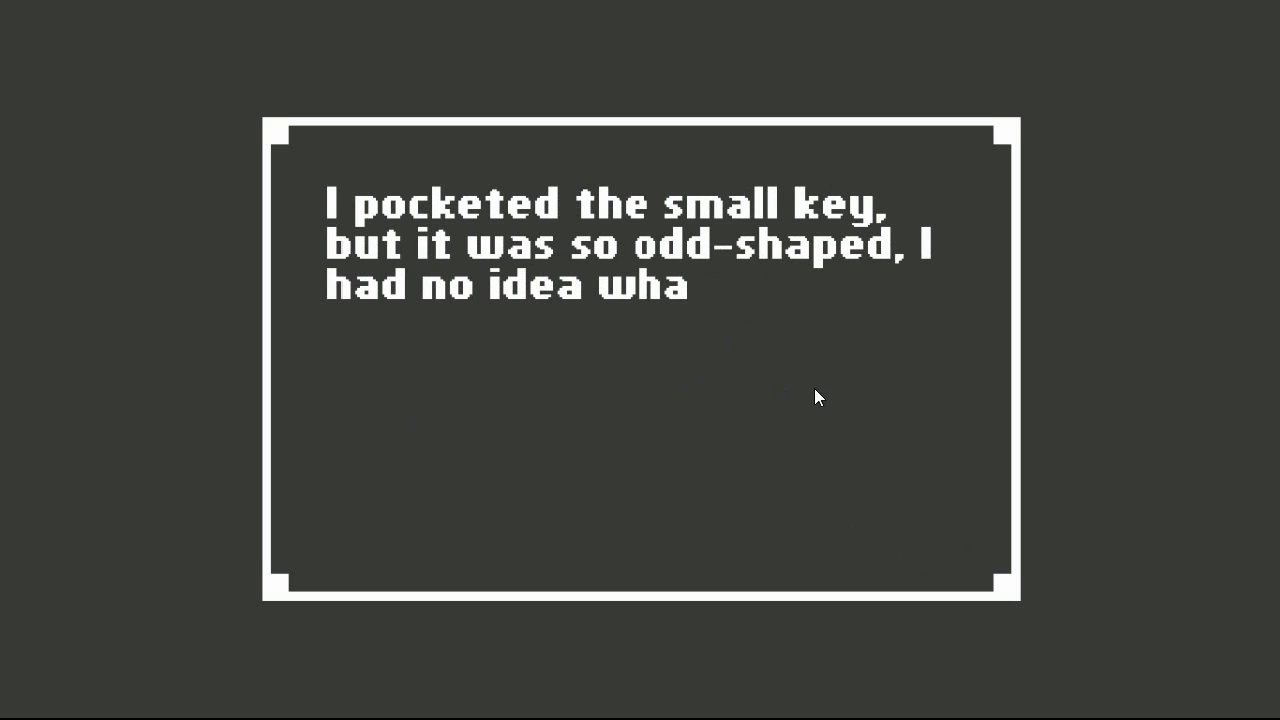 I pocketed the small key,
but it was so odd-shaped, I
had no idea wha